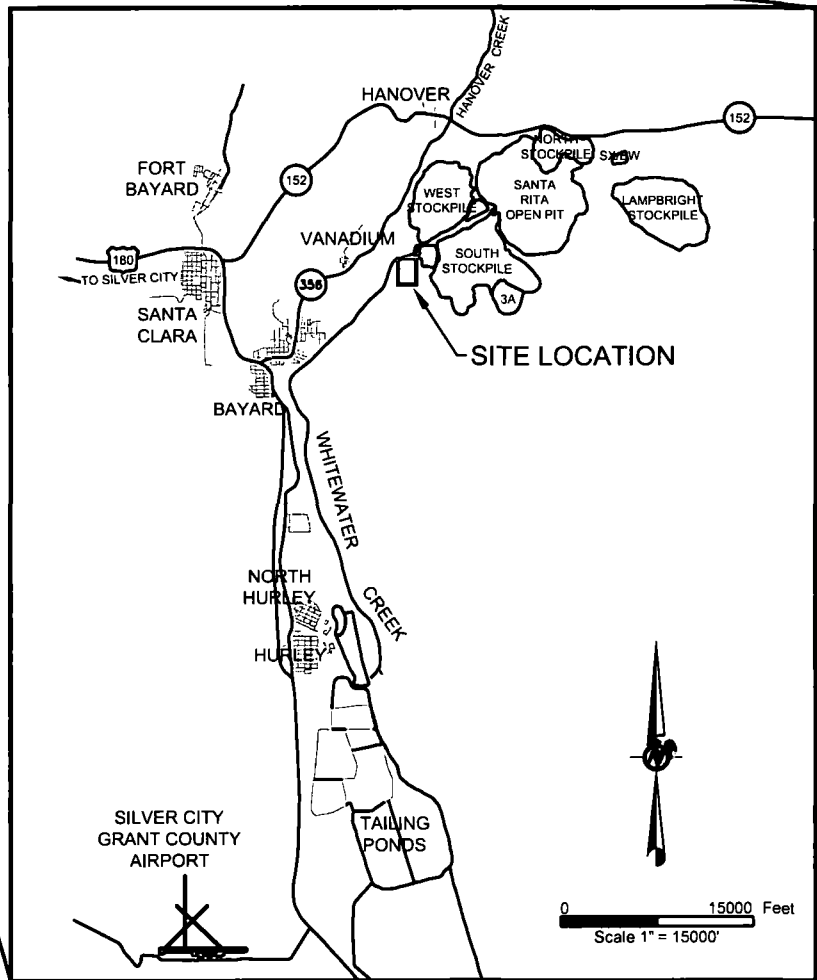 HANOVER CREEK
HANOVER
152
NORTH
STOCKPILE
SX/EW
FORT
BAYARD
152
WEST
STOCKPILE
SANTA
RITA
OPEN PIT
LAMPBRIGHT
STOCKPILE
VANADIUM
180
TO SILVER CITY
SOUTH
STOCKPILE
356
3A
SANTA
CLARA
SITE LOCATION
BAYARD
WHITEWATER
CREEK
NORTH
HURLEY
HURLEY
N
SILVER CITY
GRANT COUNTY
AIRPORT
TAILING
PONDS
0 15000 Feet
Scale 1" = 15000'